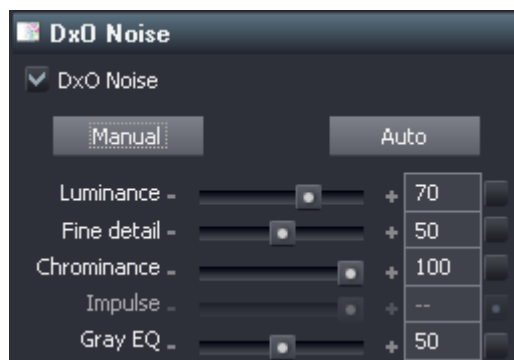 DxO Noise
DxO Noise
Manual Auto
Luminance - + 70
Fine detail - + 50
Chrominance - + 100
Impulse - + --
Gray EQ - + 50